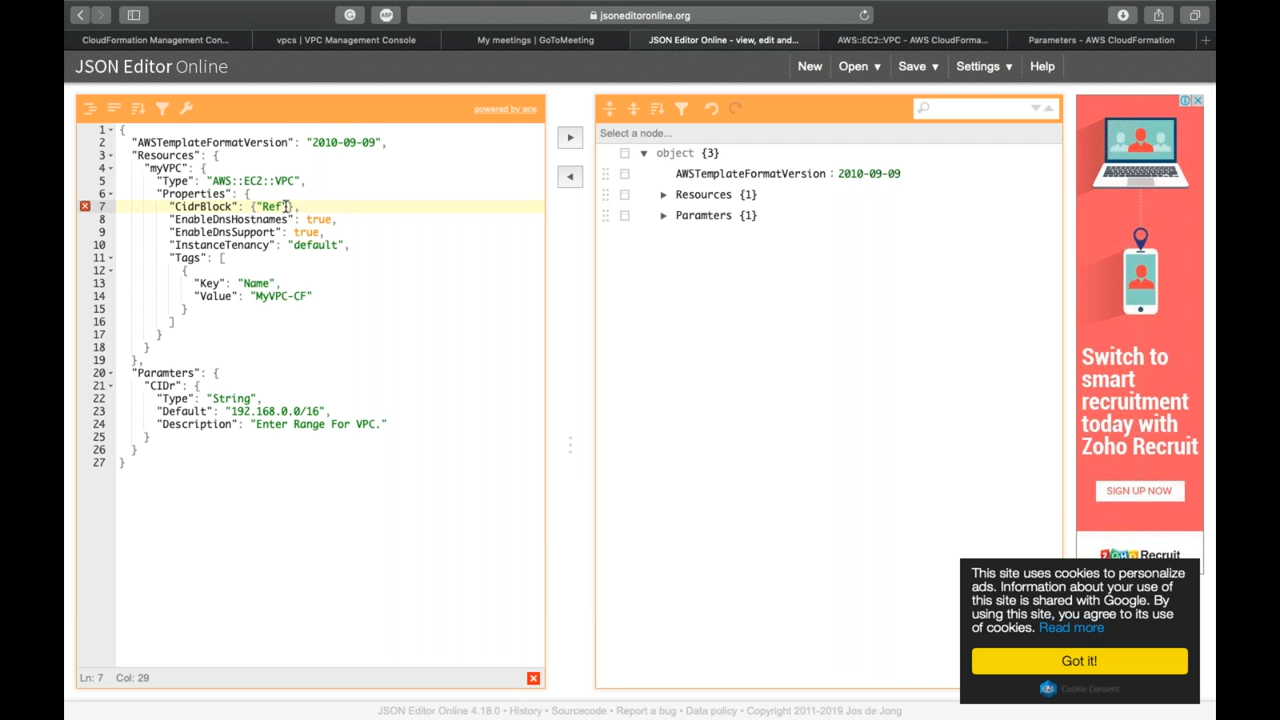 jsoneditoronline.org
CloudFormation Management Con...
vpcs | VPC Management Console
My meetings | GoToMeeting
JSON Editor Online - view, edit and...
AWS::EC2::VPC - AWS CloudForma...
Parameters - AWS CloudFormation
JSON Editor Online
New
Open ▾
Save ▾
Settings ▾
Help
powered by ace
1 {
2 "AWSTemplateFormatVersion": "2010-09-09",
3 "Resources": {
4 "myVPC": {
5 "Type": "AWS::EC2::VPC",
6 "Properties": {
7 "CidrBlock": {"Ref"},
8 "EnableDnsHostnames": true,
9 "EnableDnsSupport": true,
10 "InstanceTenancy": "default",
11 "Tags": [
12 {
13 "Key": "Name",
14 "Value": "MyVPC-CF"
15 }
16 ]
17 }
18 }
19 },
20 "Paramters": {
21 "CIDr": {
22 "Type": "String",
23 "Default": "192.168.0.0/16",
24 "Description": "Enter Range For VPC."
25 }
26 }
27 }
Ln: 7 Col: 29
Select a node...
object {3}
AWSTemplateFormatVersion : 2010-09-09
Resources {1}
Paramters {1}
Switch to
smart
recruitment
today with
Zoho Recruit
SIGN UP NOW
ZOHO Recruit
This site uses cookies to personalize
ads. Information about your use of
this site is shared with Google. By
using this site, you agree to its use
of cookies. Read more
Got it!
Cookie Consent
JSON Editor Online 4.18.0 • History • Sourcecode • Report a bug • Data policy • Copyright 2011-2019 Jos de Jong